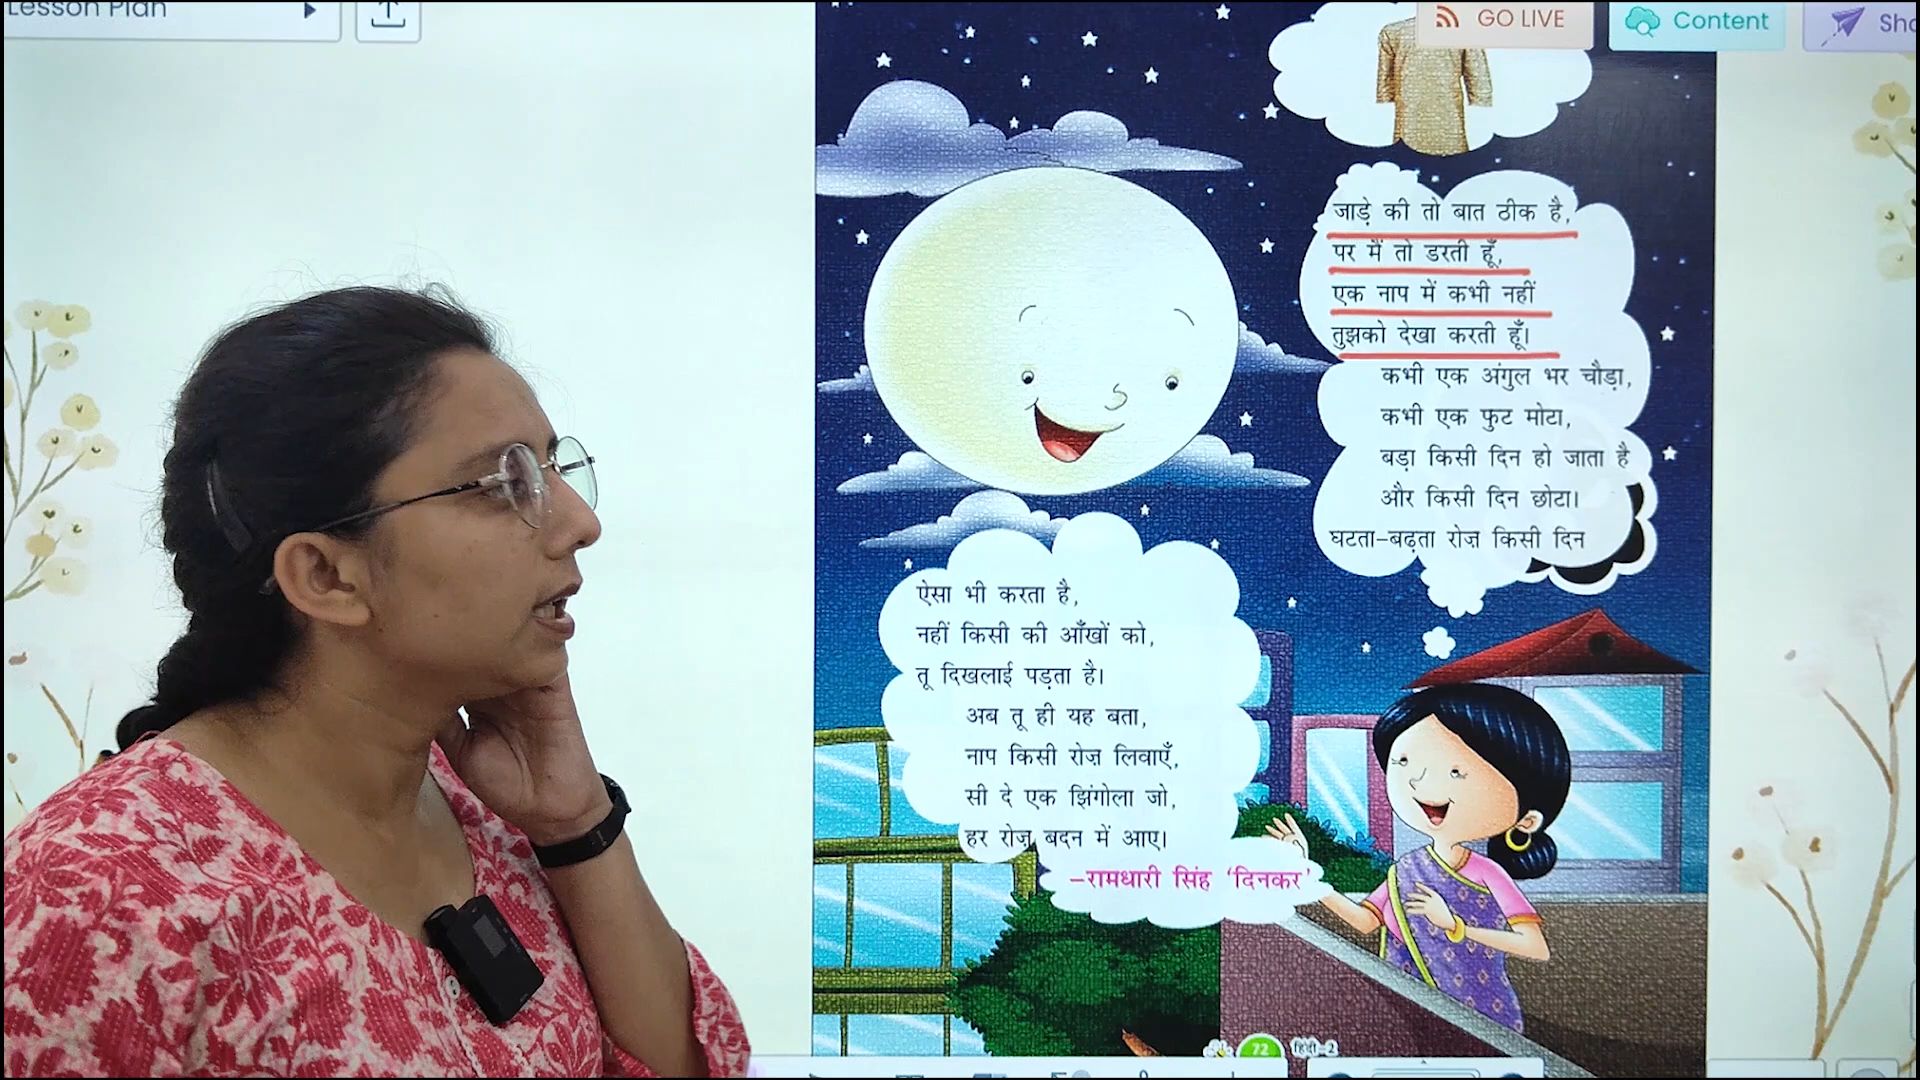 Lesson Plan
GO LIVE
Content
जाड़े की तो बात ठीक है,
पर मैं तो डरती हूँ,
एक नाप में कभी नहीं
तुझको देखा करती हूँ।
कभी एक अंगुल भर चौड़ा,
कभी एक फुट मोटा,
बड़ा किसी दिन हो जाता है
और किसी दिन छोटा।
घटता-बढ़ता रोज़ किसी दिन
ऐसा भी करता है,
नहीं किसी की आँखों को,
तू दिखलाई पड़ता है।
अब तू ही यह बता,
नाप किसी रोज़ लिवाएँ,
सी दे एक झिंगोला जो,
हर रोज़ बदन में आए।
-रामधारी सिंह 'दिनकर'
72 हिंदी-2